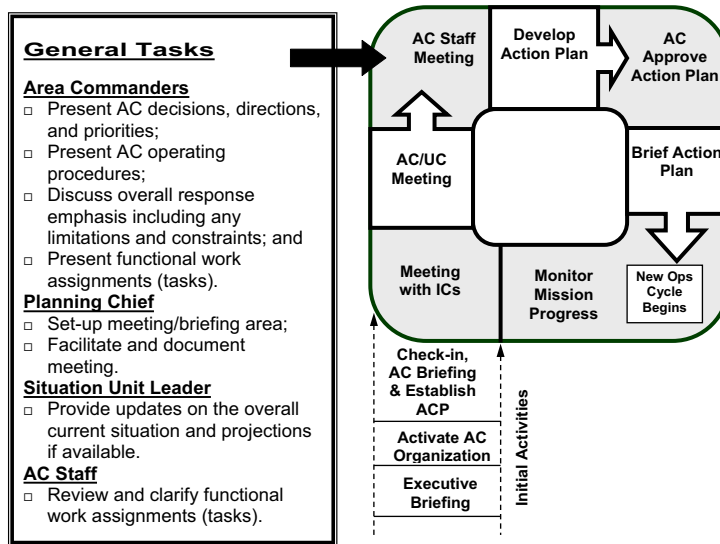 General Tasks
Area Commanders
□ Present AC decisions, directions,
and priorities;
□ Present AC operating
procedures;
□ Discuss overall response
emphasis including any
limitations and constraints; and
□ Present functional work
assignments (tasks).
Planning Chief
□ Set-up meeting/briefing area;
□ Facilitate and document
meeting.
Situation Unit Leader
□ Provide updates on the overall
current situation and projections
if available.
AC Staff
□ Review and clarify functional
work assignments (tasks).
AC Staff
Meeting
Develop
Action Plan
AC
Approve
Action Plan
AC/UC
Meeting
Brief Action
Plan
Meeting
with ICs
Monitor
Mission
Progress
New Ops
Cycle
Begins
Check-in,
AC Briefing
& Establish
ACP
Activate AC
Organization
Executive
Briefing
Initial Activities